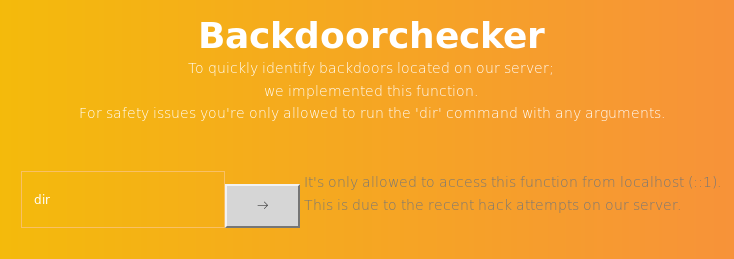 Backdoorchecker
To quickly identify backdoors located on our server;
we implemented this function.
For safety issues you're only allowed to run the 'dir' command with any arguments.
It's only allowed to access this function from localhost (::1).
dir
→
This is due to the recent hack attempts on our server.